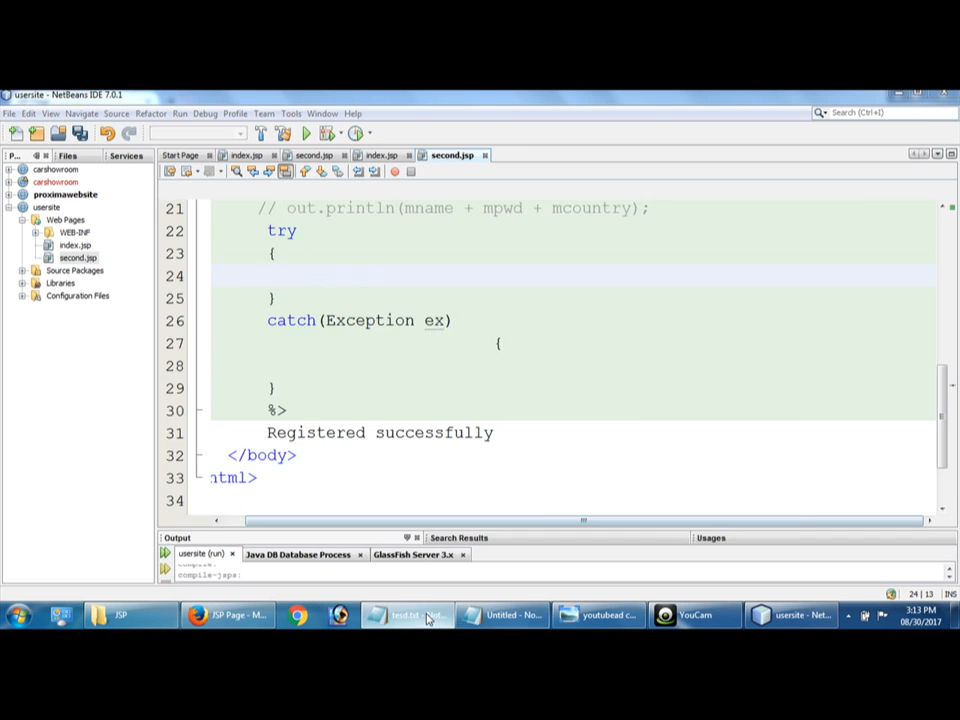 usersite - NetBeans IDE 7.0.1
File Edit View Navigate Source Refactor Run Debug Profile Team Tools Window Help
Search (Ctrl+I)
P... Files Services
Start Page index.jsp second.jsp index.jsp second.jsp
carshowroom
carshowroom
proximawebsite
usersite
Web Pages
WEB-INF
index.jsp
second.jsp
Source Packages
Libraries
Configuration Files
21 // out.println(mname + mpwd + mcountry);
22 try
23 {
24
25 }
26 catch(Exception ex)
27 {
28
29 }
30 %>
31 Registered successfully
32 </body>
33 html>
34
Output Search Results Usages
usersite (run) Java DB Database Process GlassFish Server 3.x
compile:
compile-jsps:
24 | 13 INS
JSP JSP Page - M... test.txt - Not... Untitled - No... youtubead c... YouCam usersite - Net...
3:13 PM
08/30/2017